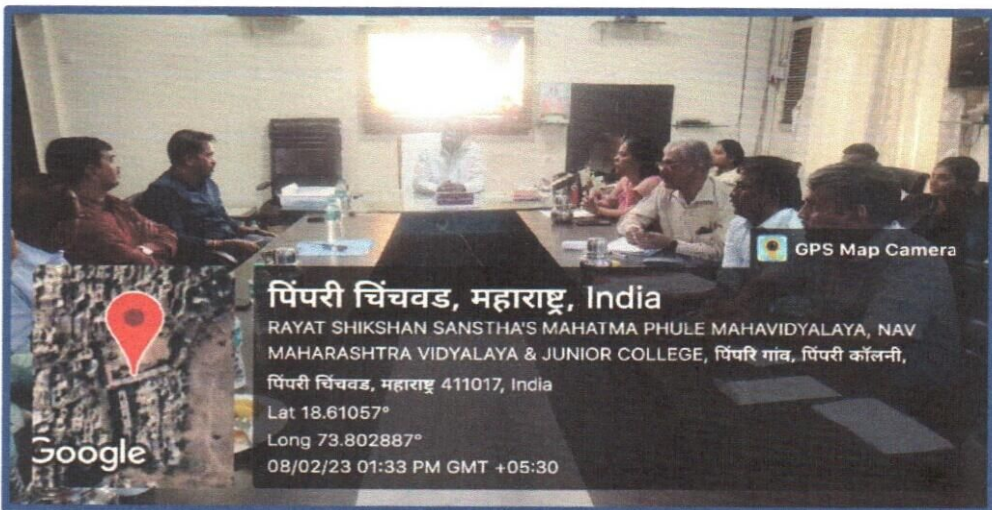 GPS Map Camera
पिंपरी चिंचवड, महाराष्ट्र, India
RAYAT SHIKSHAN SANSTHA'S MAHATMA PHULE MAHAVIDYALAYA, NAV
MAHARASHTRA VIDYALAYA & JUNIOR COLLEGE, पिंपरि गांव, पिंपरी कॉलनी,
पिंपरी चिंचवड, महाराष्ट्र 411017, India
Lat 18.61057°
Long 73.802887°
08/02/23 01:33 PM GMT +05:30
Google